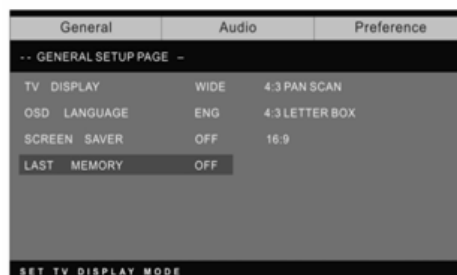 General Audio Preference
-- GENERAL SETUP PAGE –
TV DISPLAY WIDE 4:3 PAN SCAN
OSD LANGUAGE ENG 4:3 LETTER BOX
SCREEN SAVER OFF 16:9
LAST MEMORY OFF
SET TV DISPLAY MODE